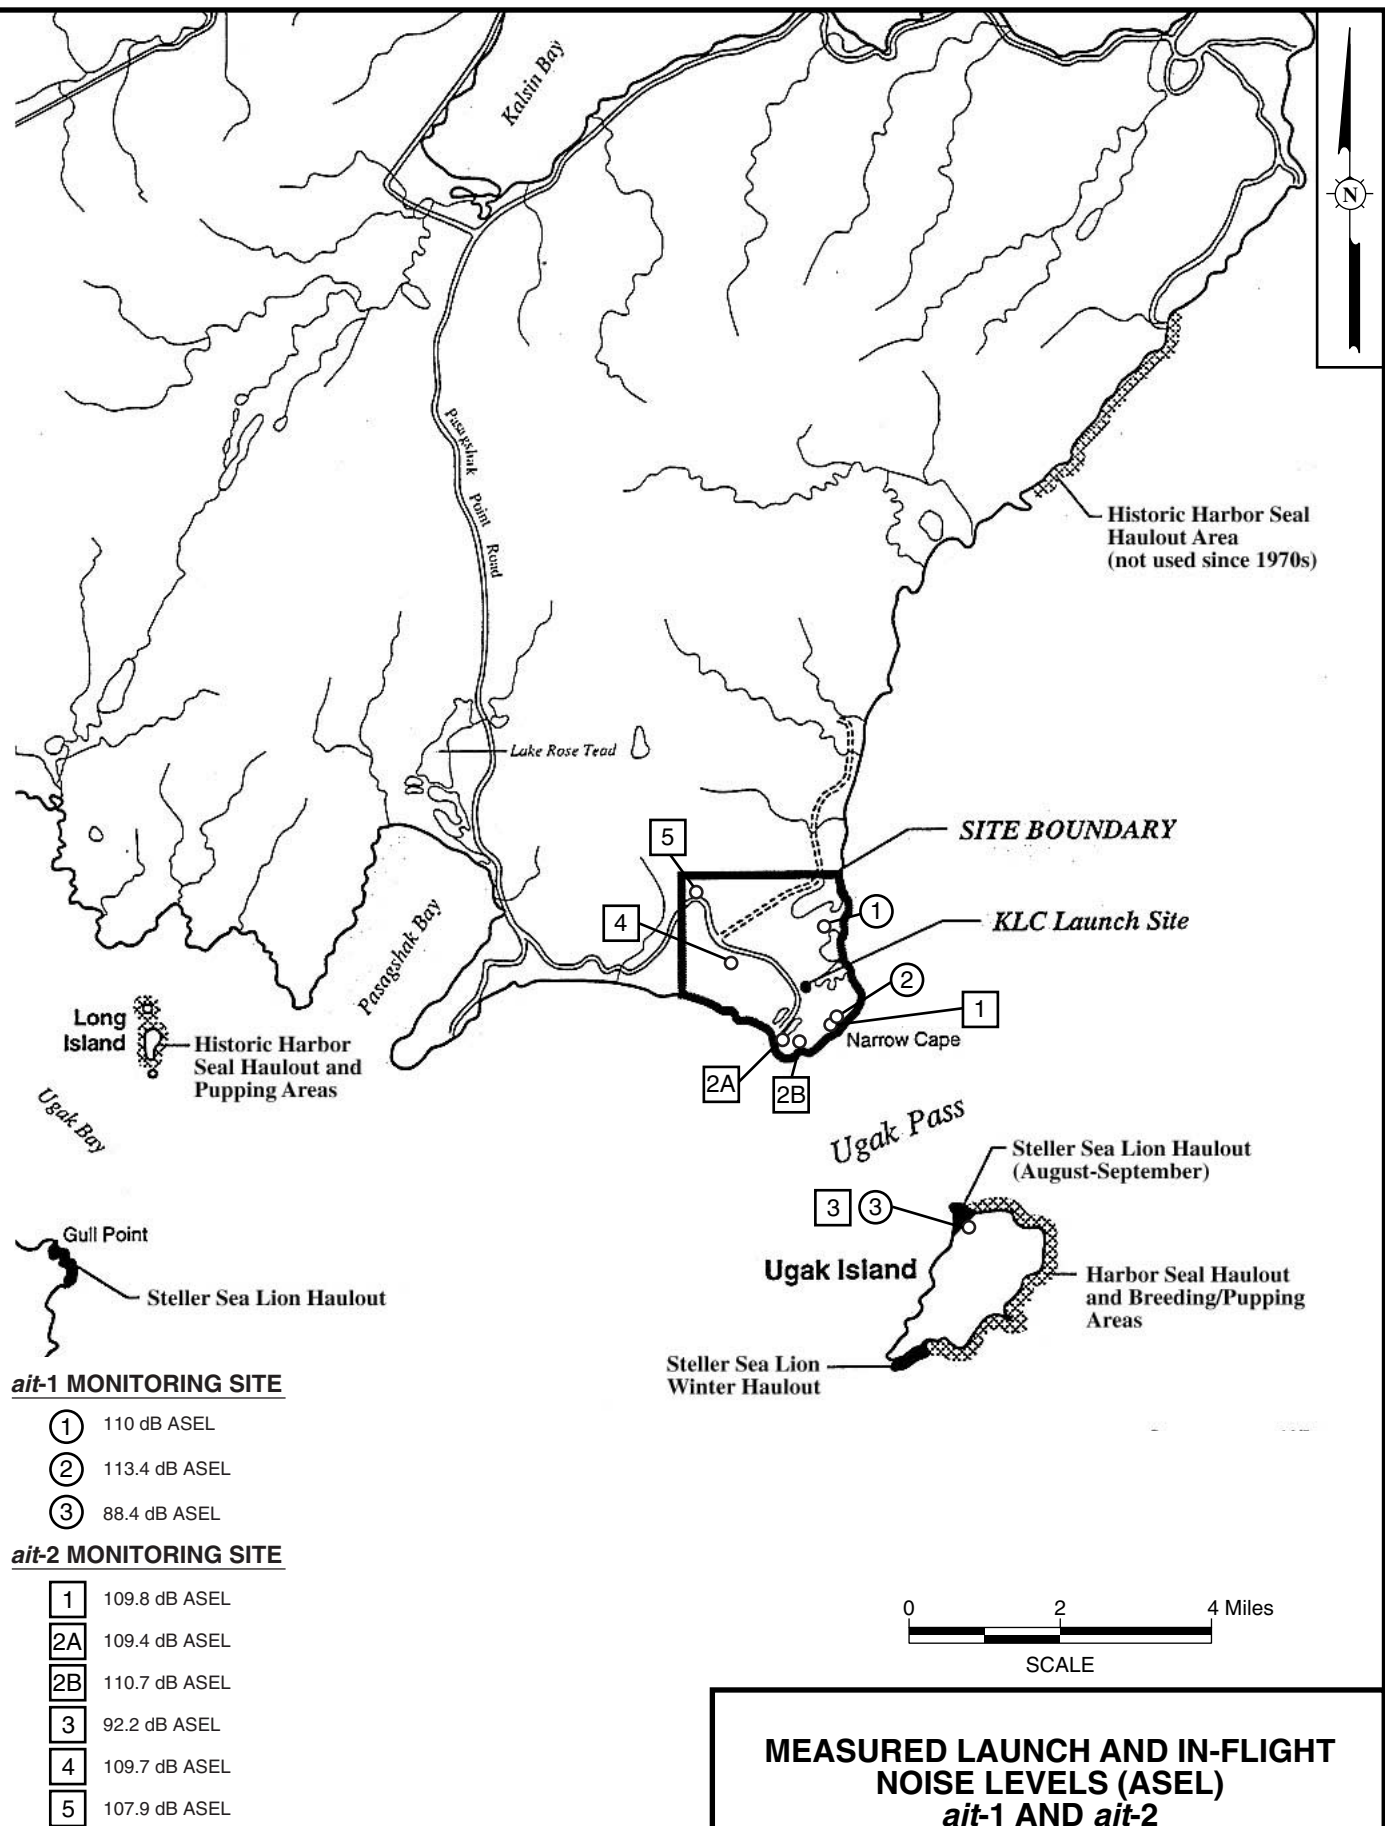 Kalsin Bay
N
Pasagshak Point Road
Historic Harbor Seal
Haulout Area
(not used since 1970s)
Lake Rose Tead
SITE BOUNDARY
5
4
1
KLC Launch Site
2
1
Pasagshak Bay
Narrow Cape
Long
Island
Historic Harbor
Seal Haulout and
Pupping Areas
2A
2B
Ugak Bay
Ugak Pass
Steller Sea Lion Haulout
(August-September)
3
3
Gull Point
Ugak Island
Steller Sea Lion Haulout
Harbor Seal Haulout
and Breeding/Pupping
Areas
Steller Sea Lion
Winter Haulout
ait-1 MONITORING SITE
1 110 dB ASEL
2 113.4 dB ASEL
3 88.4 dB ASEL
ait-2 MONITORING SITE
1 109.8 dB ASEL
2A 109.4 dB ASEL
2B 110.7 dB ASEL
3 92.2 dB ASEL
4 109.7 dB ASEL
5 107.9 dB ASEL
0 2 4 Miles
SCALE
MEASURED LAUNCH AND IN-FLIGHT
NOISE LEVELS (ASEL)
ait-1 AND ait-2